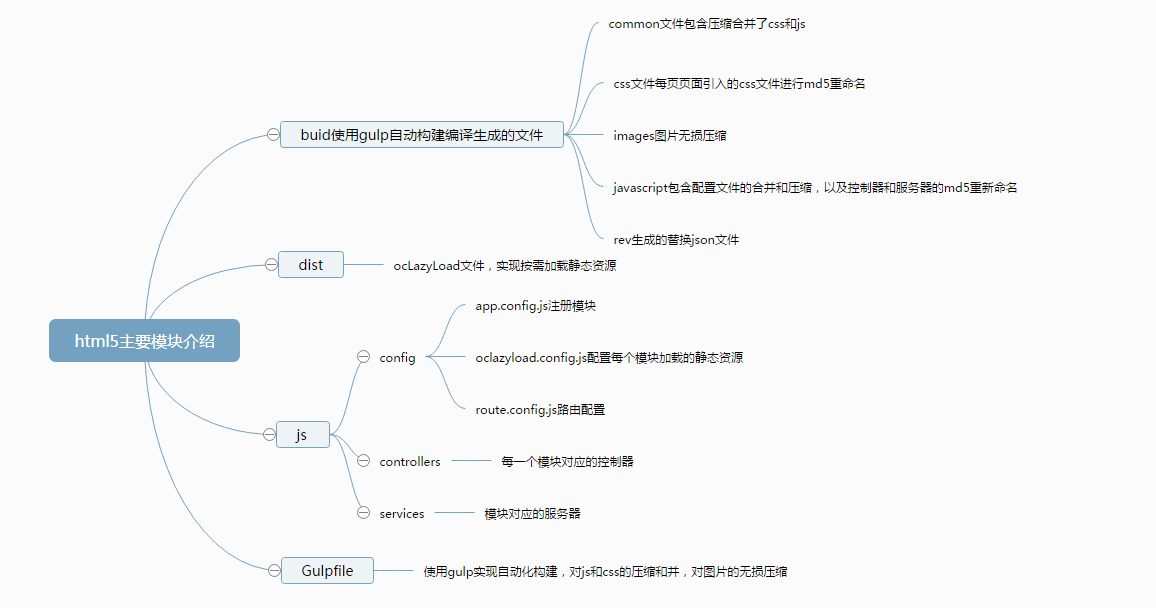 common文件包含压缩合并了css和js
css文件每页页面引入的css文件进行md5重命名
buid使用gulp自动构建编译生成的文件
images图片无损压缩
javascript包含配置文件的合并和压缩，以及控制器和服务器的md5重新命名
rev生成的替换json文件
dist
ocLazyLoad文件，实现按需加载静态资源
app.config.js注册模块
html5主要模块介绍
config
oclazyload.config.js配置每个模块加载的静态资源
route.config.js路由配置
js
controllers
每一个模块对应的控制器
services
模块对应的服务器
Gulpfile
使用gulp实现自动化构建，对js和css的压缩和并，对图片的无损压缩